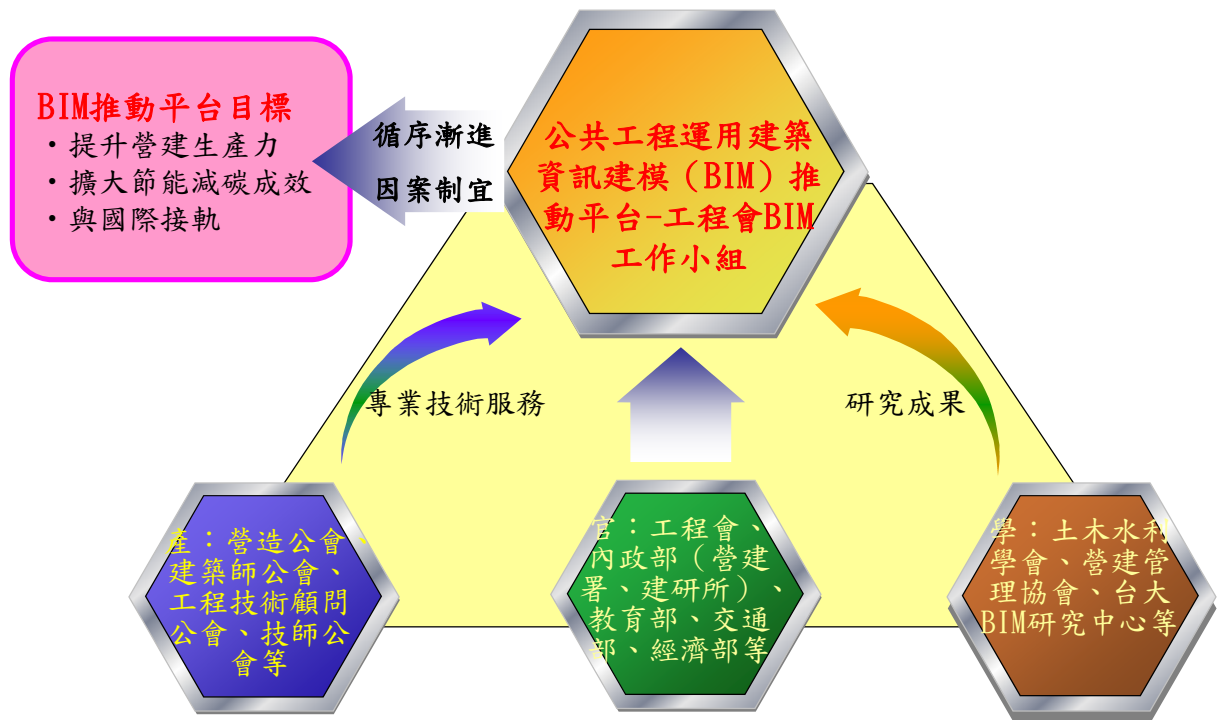 BIM推動平台目標
・提升營建生產力
・擴大節能減碳成效
・與國際接軌
循序漸進
因案制宜
公共工程運用建築
資訊建模（BIM）推
動平台-工程會BIM
工作小組
專業技術服務
研究成果
產：營造公會、
建築師公會、
工程技術顧問
公會、技師公
會等
官：工程會、
內政部（營建
署、建研所）、
教育部、交通
部、經濟部等
學：土木水利
學會、營建管
理協會、台大
BIM研究中心等